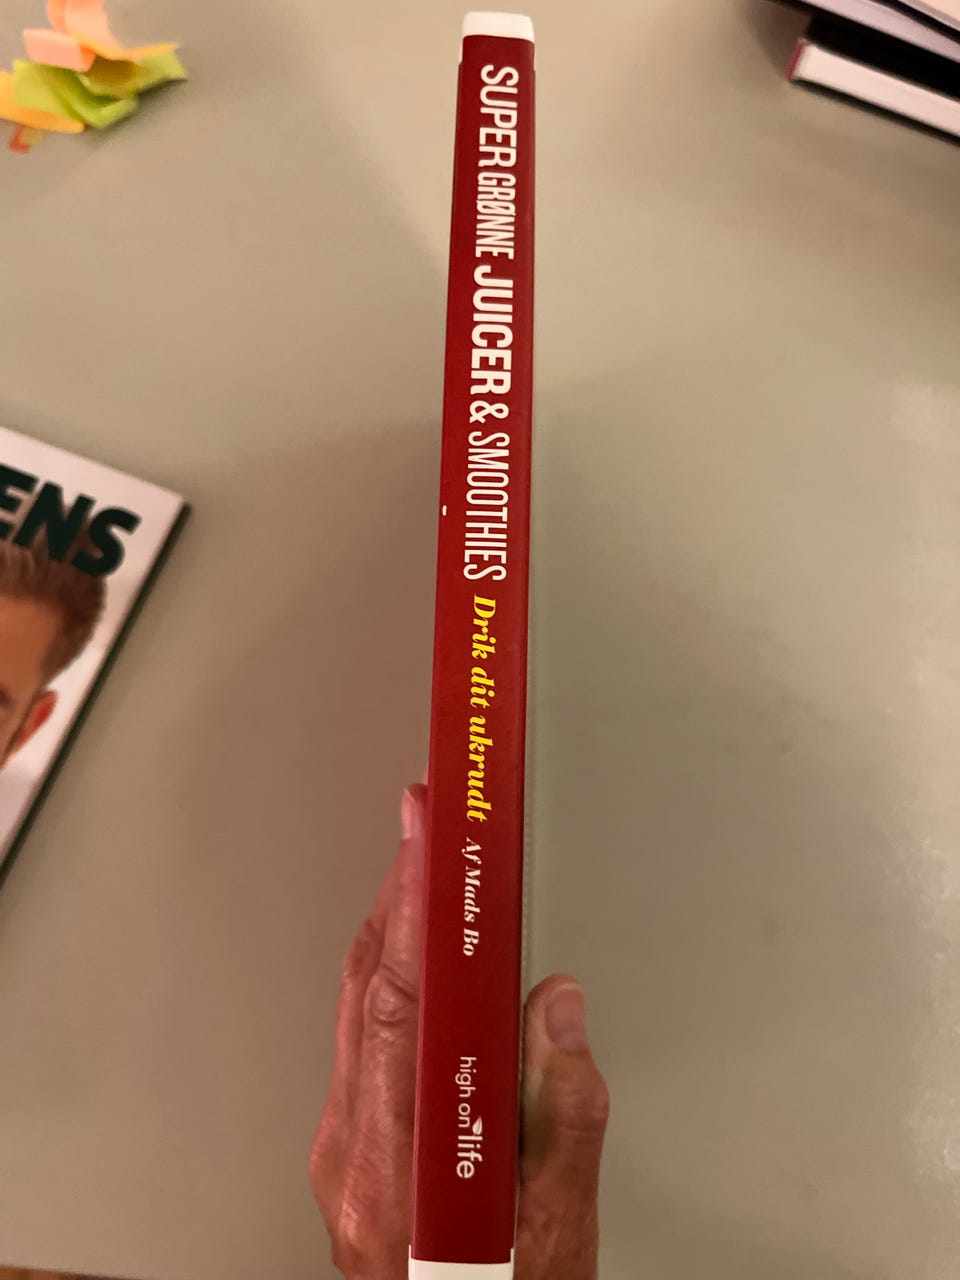 SUPER GRØNNE JUICER & SMOOTHIES Drik dit ukrudt Af Mads Bo
high on life
ENS